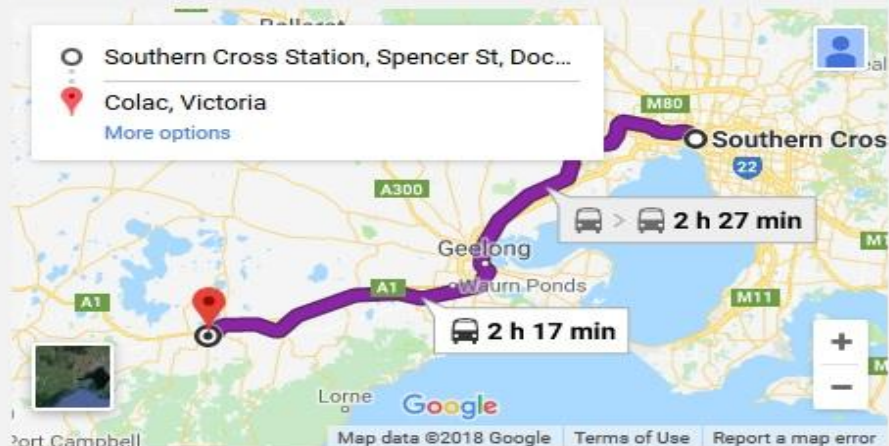 Southern Cross Station, Spencer St, Doc...
Colac, Victoria
More options
M80
Southern Cros
22
A300
> 2 h 27 min
Geelong
Waurn Ponds
A1
A1
M11
2 h 17 min
+
−
Lorne
Google
Port Campbell
Map data ©2018 Google
Terms of Use
Report a map error